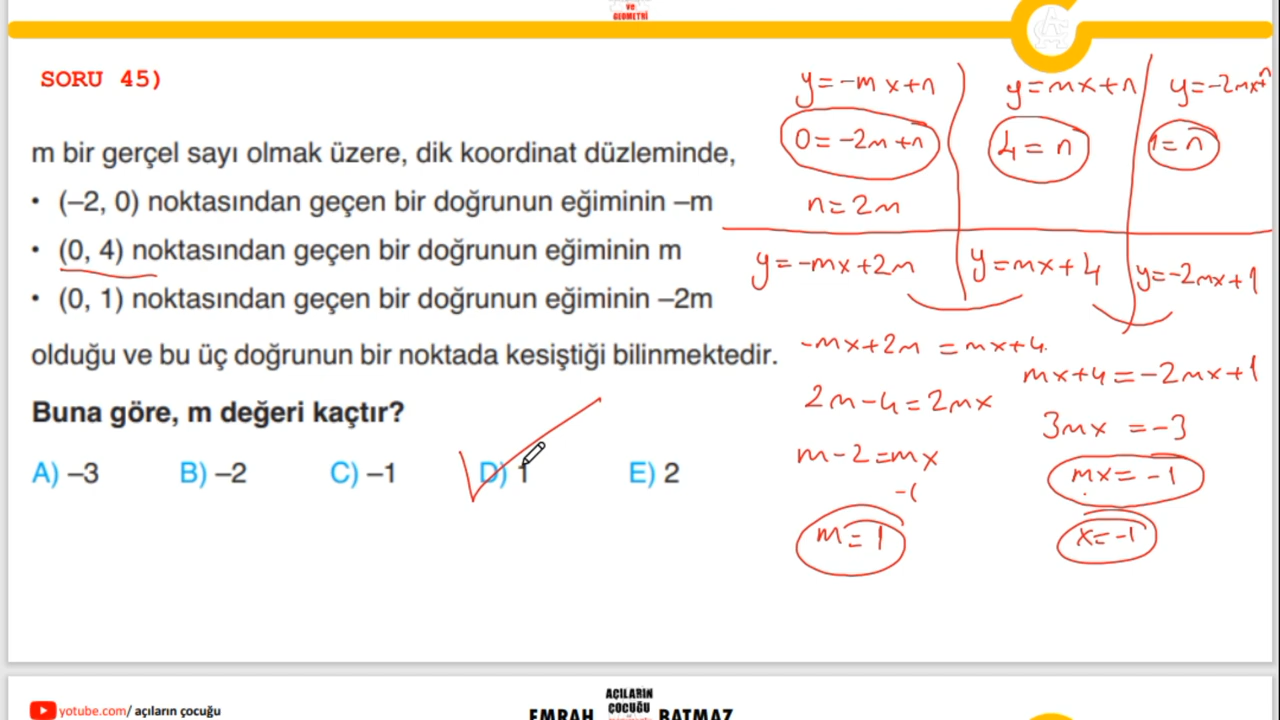 ve
GEOMETRİ
SORU 45)
m bir gerçel sayı olmak üzere, dik koordinat düzleminde,
• (–2, 0) noktasından geçen bir doğrunun eğiminin –m
• (0, 4) noktasından geçen bir doğrunun eğiminin m
• (0, 1) noktasından geçen bir doğrunun eğiminin –2m
olduğu ve bu üç doğrunun bir noktada kesiştiği bilinmektedir.
Buna göre, m değeri kaçtır?
A) –3 B) –2 C) –1 D) 1 E) 2
y=-mx+n
0=-2m+n
n=2m
y=mx+n
4=n
y=-2mx+n
1=n
y=-mx+2m
y=mx+4
y=-2mx+1
-mx+2m=mx+4
2m-4=2mx
m-2=mx
-1
m=1
mx+4=-2mx+1
3mx=-3
mx=-1
x=-1
yotube.com/ açıların çocuğu
AÇILARIN
ÇOCUĞU
EMRAH BATMAZ